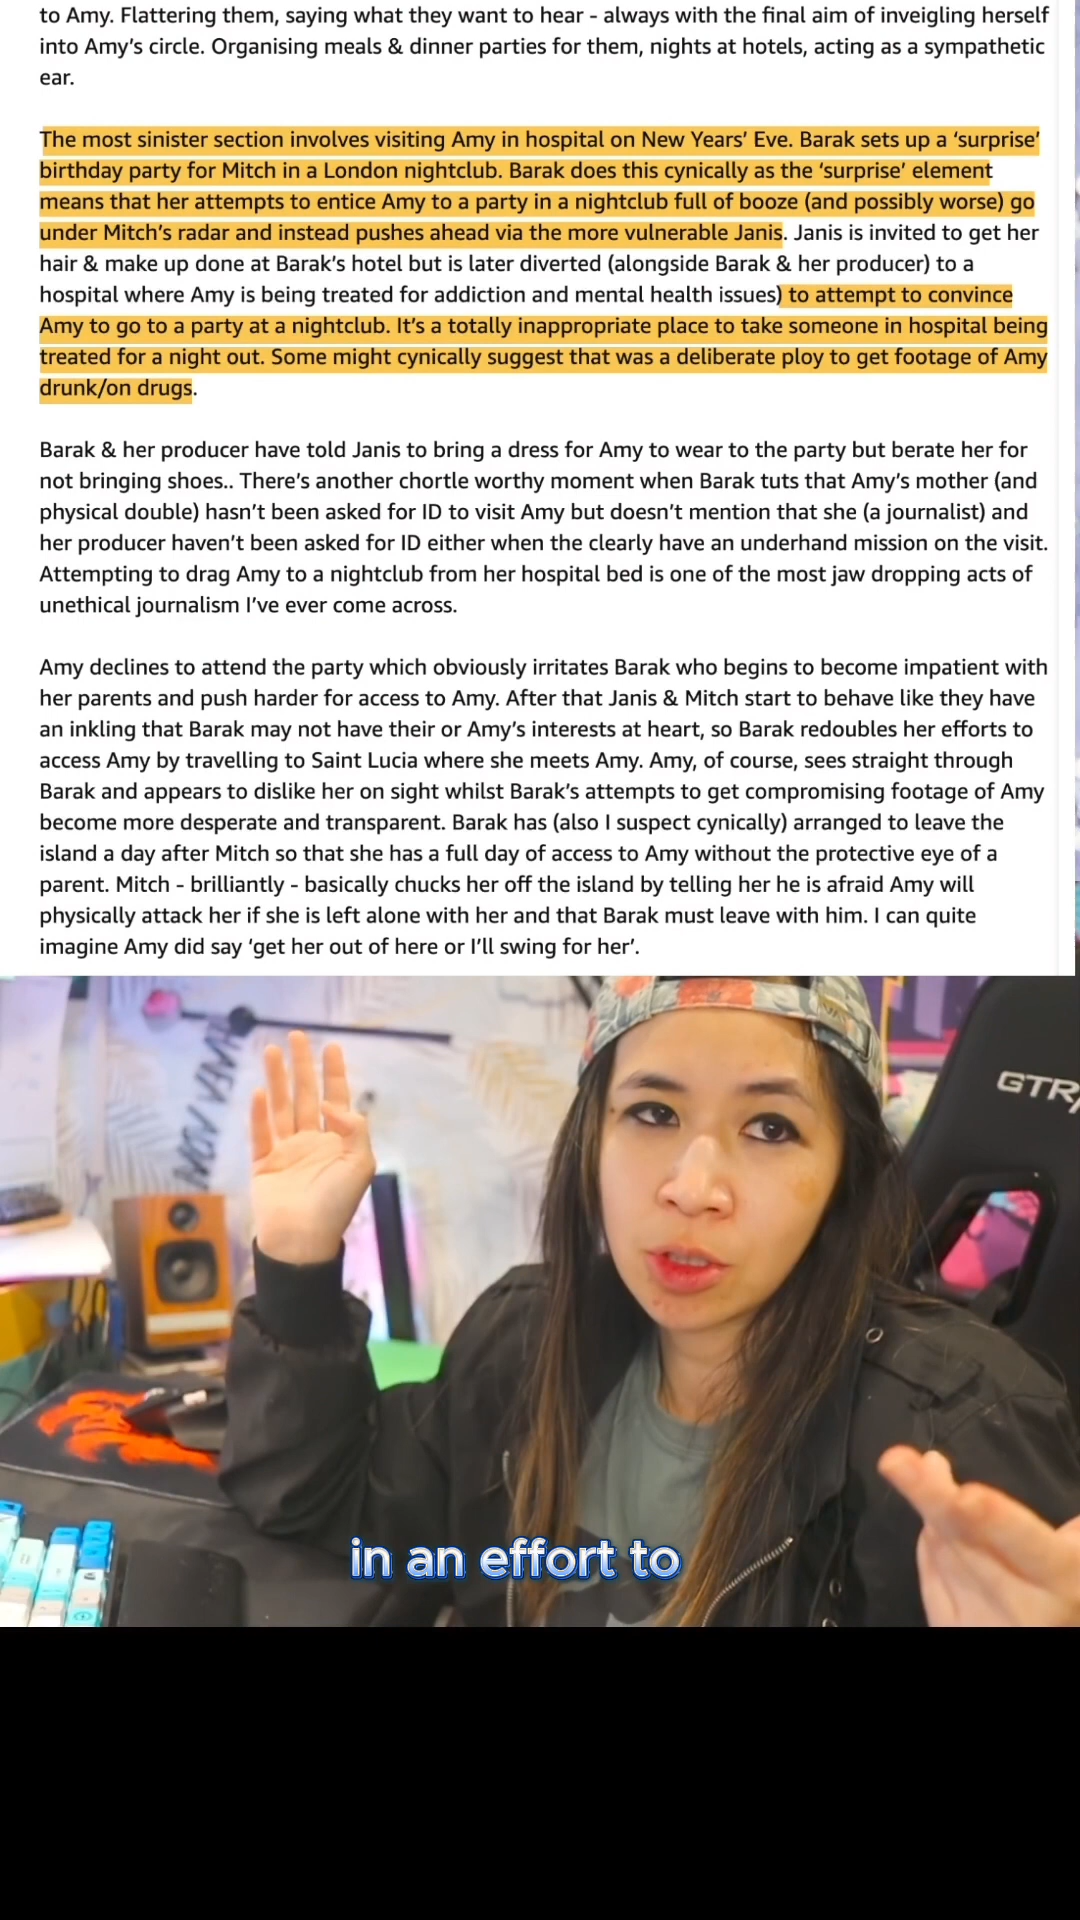 to Amy. Flattering them, saying what they want to hear - always with the final aim of inveigling herself
into Amy's circle. Organising meals & dinner parties for them, nights at hotels, acting as a sympathetic
ear.
The most sinister section involves visiting Amy in hospital on New Years' Eve. Barak sets up a 'surprise'
birthday party for Mitch in a London nightclub. Barak does this cynically as the 'surprise' element
means that her attempts to entice Amy to a party in a nightclub full of booze (and possibly worse) go
under Mitch's radar and instead pushes ahead via the more vulnerable Janis. Janis is invited to get her
hair & make up done at Barak's hotel but is later diverted (alongside Barak & her producer) to a
hospital where Amy is being treated for addiction and mental health issues) to attempt to convince
Amy to go to a party at a nightclub. It's a totally inappropriate place to take someone in hospital being
treated for a night out. Some might cynically suggest that was a deliberate ploy to get footage of Amy
drunk/on drugs.
Barak & her producer have told Janis to bring a dress for Amy to wear to the party but berate her for
not bringing shoes.. There's another chortle worthy moment when Barak tuts that Amy's mother (and
physical double) hasn't been asked for ID to visit Amy but doesn't mention that she (a journalist) and
her producer haven't been asked for ID either when the clearly have an underhand mission on the visit.
Attempting to drag Amy to a nightclub from her hospital bed is one of the most jaw dropping acts of
unethical journalism I've ever come across.
Amy declines to attend the party which obviously irritates Barak who begins to become impatient with
her parents and push harder for access to Amy. After that Janis & Mitch start to behave like they have
an inkling that Barak may not have their or Amy's interests at heart, so Barak redoubles her efforts to
access Amy by travelling to Saint Lucia where she meets Amy. Amy, of course, sees straight through
Barak and appears to dislike her on sight whilst Barak's attempts to get compromising footage of Amy
become more desperate and transparent. Barak has (also I suspect cynically) arranged to leave the
island a day after Mitch so that she has a full day of access to Amy without the protective eye of a
parent. Mitch - brilliantly - basically chucks her off the island by telling her he is afraid Amy will
physically attack her if she is left alone with her and that Barak must leave with him. I can quite
imagine Amy did say 'get her out of here or I'll swing for her'.
GTR
in an effort to